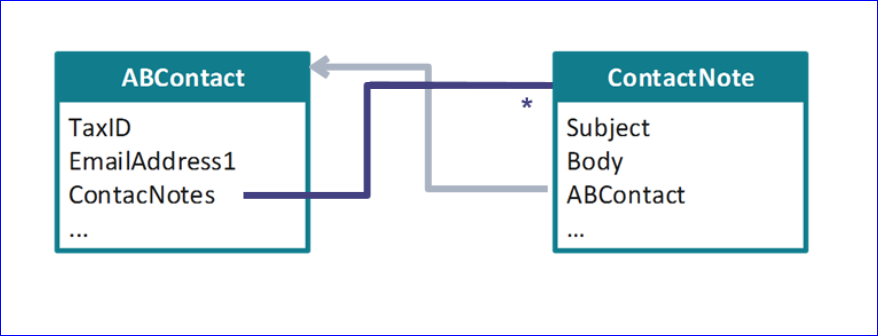 ABContact
TaxID
EmailAddress1
ContacNotes
...
*
ContactNote
Subject
Body
ABContact
...